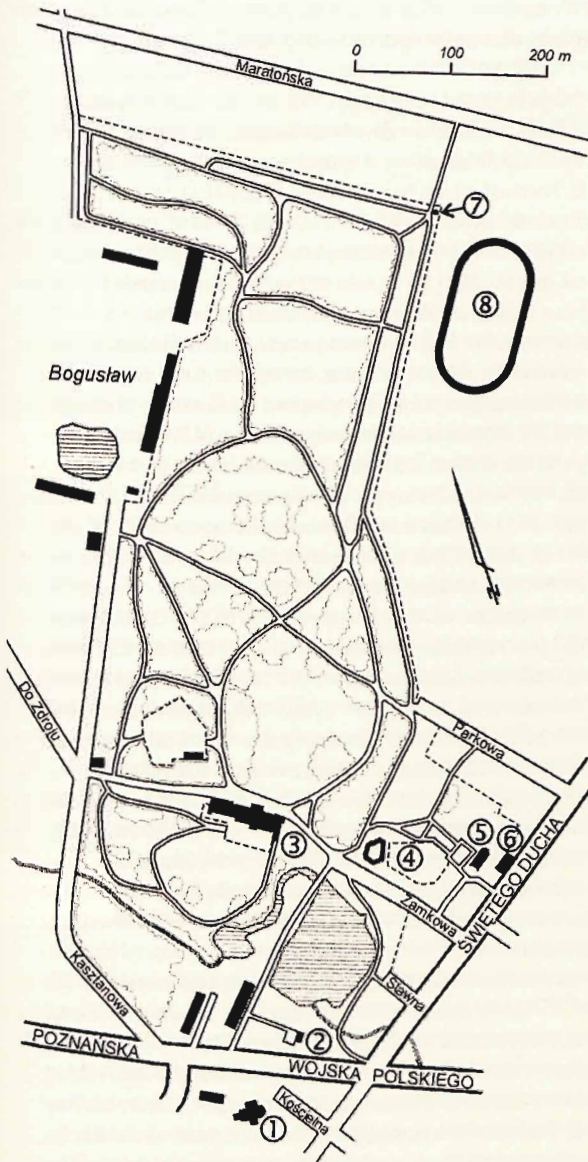 0 100 200 m
Maratońska
⑦
⑧
Bogusław
N
Do Zdroju
Parkowa
③
④
⑤
⑥
ŚWIĘTEGO DUCHA
Zamkowa
Kasztanowa
Sławna
②
POZNAŃSKA
WOJSKA POLSKIEGO
Kościelna
①